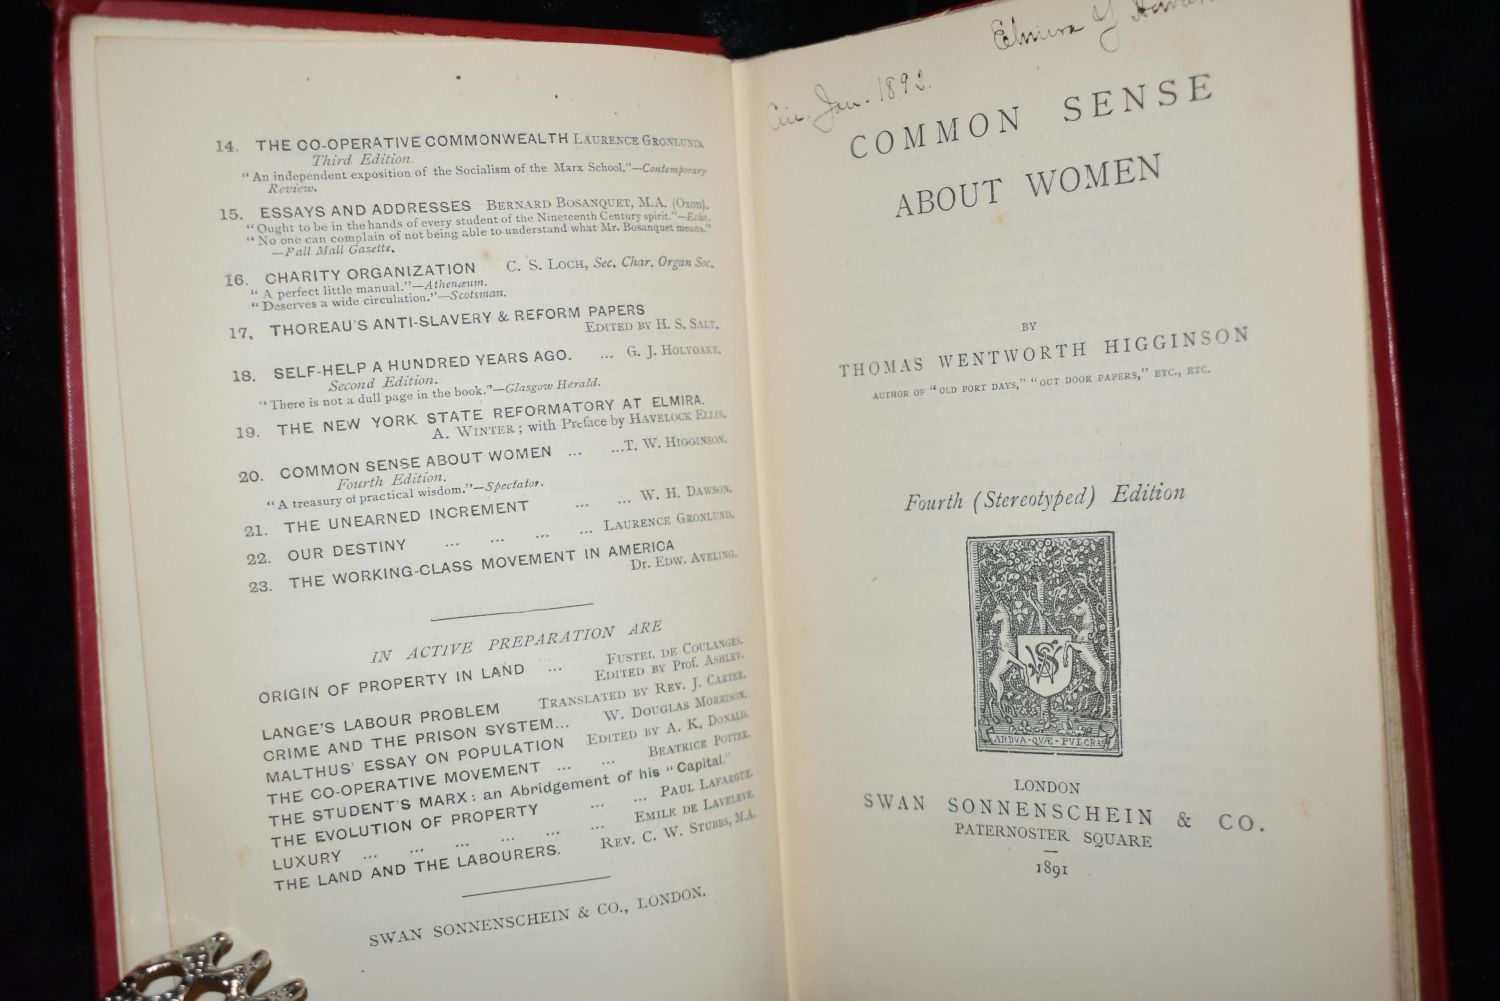 14. THE CO-OPERATIVE COMMONWEALTH LAURENCE GRONLUND.
Third Edition.
"An independent exposition of the Socialism of the Marx School."—Contemporary
Review.
15. ESSAYS AND ADDRESSES BERNARD BOSANQUET, M.A. (Oxon).
"Ought to be in the hands of every student of the Nineteenth Century spirit."—Echo.
"No one can complain of not being able to understand what Mr. Bosanquet means."
—Pall Mall Gazette.
16. CHARITY ORGANIZATION C. S. LOCH, Sec. Char. Organ Soc.
"A perfect little manual."—Athenæum.
"Deserves a wide circulation."—Scotsman.
17. THOREAU'S ANTI-SLAVERY & REFORM PAPERS
EDITED BY H. S. SALT.
18. SELF-HELP A HUNDRED YEARS AGO. ... G. J. HOLYOAKE.
Second Edition.
"There is not a dull page in the book."—Glasgow Herald.
19. THE NEW YORK STATE REFORMATORY AT ELMIRA.
A. WINTER; with Preface by HAVELOCK ELLIS.
20. COMMON SENSE ABOUT WOMEN ... ...T. W. HIGGINSON.
Fourth Edition.
"A treasury of practical wisdom."—Spectator.
21. THE UNEARNED INCREMENT ... ... W. H. DAWSON.
22. OUR DESTINY ... ... ... ... LAURENCE GRONLUND.
23. THE WORKING-CLASS MOVEMENT IN AMERICA
Dr. EDW. AVELING.
IN ACTIVE PREPARATION ARE
ORIGIN OF PROPERTY IN LAND ... FUSTEL DE COULANGES.
EDITED BY PROF. ASHLEY.
LANGE'S LABOUR PROBLEM TRANSLATED BY REV. J. CARTER.
CRIME AND THE PRISON SYSTEM... W. DOUGLAS MORRISON.
MALTHUS' ESSAY ON POPULATION EDITED BY A. K. DONALD.
THE CO-OPERATIVE MOVEMENT ... ... BEATRICE POTTER.
THE STUDENT'S MARX: an Abridgement of his "Capital."
THE EVOLUTION OF PROPERTY ... ... PAUL LAFARGUE.
LUXURY ... ... ... ... ... ... EMILE DE LAVELEYE.
THE LAND AND THE LABOURERS. REV. C. W. STUBBS, M.A.
SWAN SONNENSCHEIN & CO., LONDON.
Elmira Y
Jan. 1892.
COMMON SENSE
ABOUT WOMEN
BY
THOMAS WENTWORTH HIGGINSON
AUTHOR OF "OLD PORT DAYS," "OUT DOOR PAPERS," ETC., ETC.
Fourth (Stereotyped) Edition
ARDVA·QVÆ·PVLCRA
LONDON
SWAN SONNENSCHEIN & CO.
PATERNOSTER SQUARE
1891